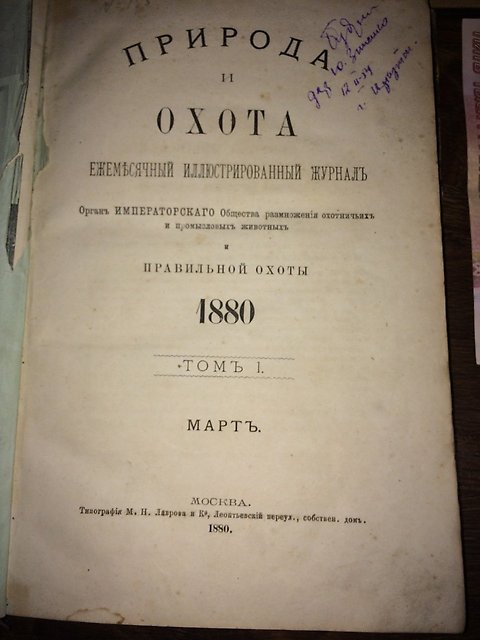 ПРИРОДА
И
ОХОТА
ЕЖЕМѢСЯЧНЫЙ ИЛЛЮСТРИРОВАННЫЙ ЖУРНАЛЪ
Органъ ИМПЕРАТОРСКАГО Общества размноженія охотничьихъ
и промысловыхъ животныхъ
и
ПРАВИЛЬНОЙ ОХОТЫ
1880
ТОМЪ I.
МАРТЪ.
МОСКВА.
Типографія М. Н. Лаврова и Кº, Леонтьевскій переул., собствен. домъ.
1880.